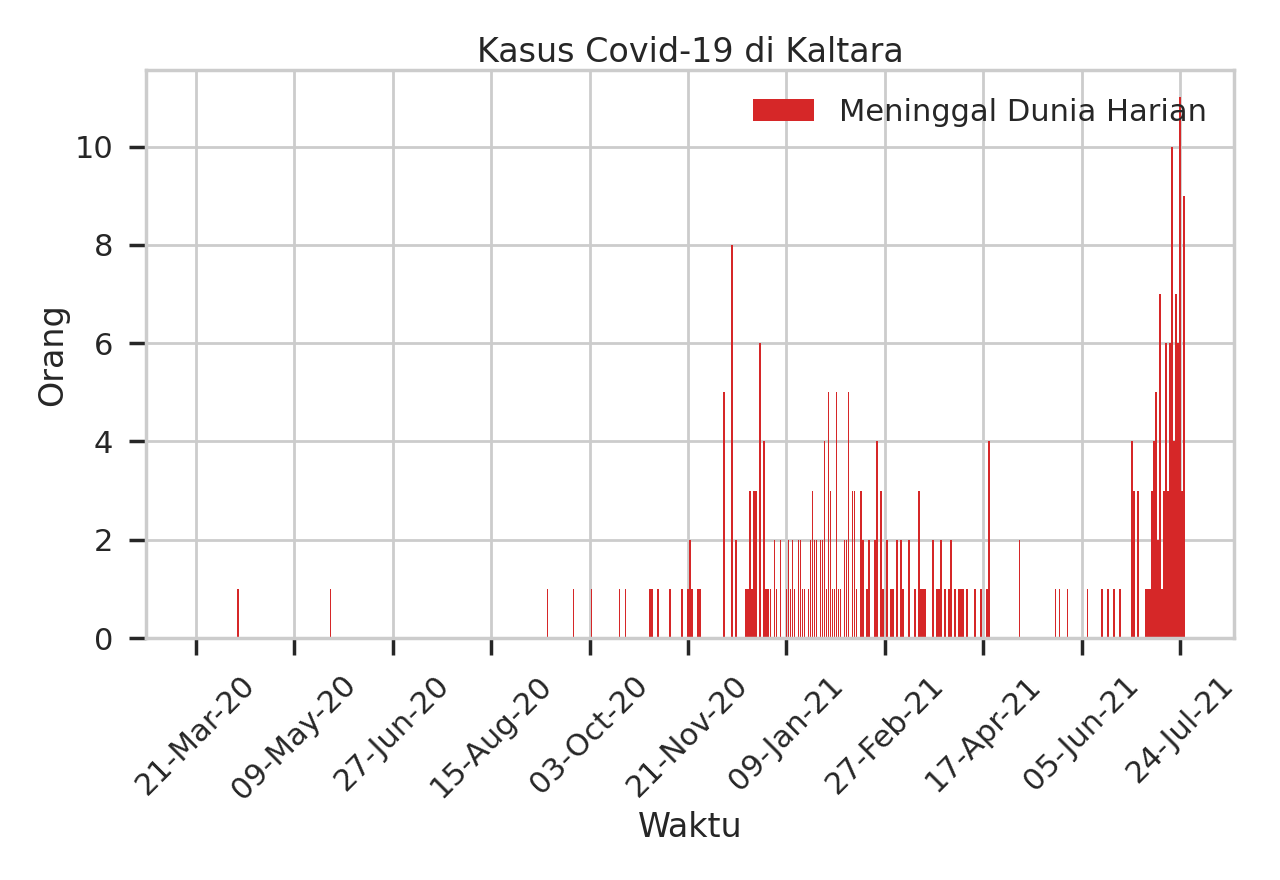 Kasus Covid-19 di Kaltara
Meninggal Dunia Harian
Orang
10
8
6
4
2
0
21-Mar-20
09-May-20
27-Jun-20
15-Aug-20
03-Oct-20
21-Nov-20
09-Jan-21
27-Feb-21
17-Apr-21
05-Jun-21
24-Jul-21
Waktu